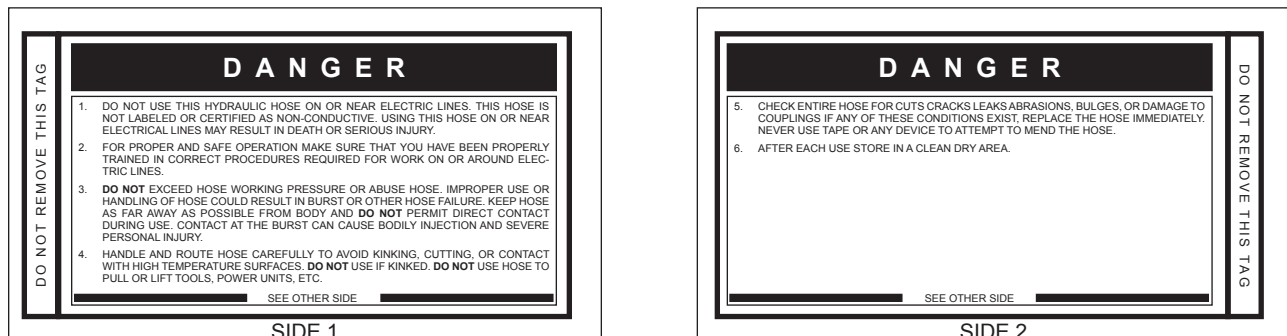 DO NOT REMOVE THIS TAG
DANGER
1. DO NOT USE THIS HYDRAULIC HOSE ON OR NEAR ELECTRIC LINES. THIS HOSE IS
NOT LABELED OR CERTIFIED AS NON-CONDUCTIVE. USING THIS HOSE ON OR NEAR
ELECTRICAL LINES MAY RESULT IN DEATH OR SERIOUS INJURY.
2. FOR PROPER AND SAFE OPERATION MAKE SURE THAT YOU HAVE BEEN PROPERLY
TRAINED IN CORRECT PROCEDURES REQUIRED FOR WORK ON OR AROUND ELEC-
TRIC LINES.
3. DO NOT EXCEED HOSE WORKING PRESSURE OR ABUSE HOSE. IMPROPER USE OR
HANDLING OF HOSE COULD RESULT IN BURST OR OTHER HOSE FAILURE. KEEP HOSE
AS FAR AWAY AS POSSIBLE FROM BODY AND DO NOT PERMIT DIRECT CONTACT
DURING USE. CONTACT AT THE BURST CAN CAUSE BODILY INJECTION AND SEVERE
PERSONAL INJURY.
4. HANDLE AND ROUTE HOSE CAREFULLY TO AVOID KINKING, CUTTING, OR CONTACT
WITH HIGH TEMPERATURE SURFACES. DO NOT USE IF KINKED. DO NOT USE HOSE TO
PULL OR LIFT TOOLS, POWER UNITS, ETC.
SEE OTHER SIDE
SIDE 1
DANGER
5. CHECK ENTIRE HOSE FOR CUTS CRACKS LEAKS ABRASIONS, BULGES, OR DAMAGE TO
COUPLINGS IF ANY OF THESE CONDITIONS EXIST, REPLACE THE HOSE IMMEDIATELY.
NEVER USE TAPE OR ANY DEVICE TO ATTEMPT TO MEND THE HOSE.
6. AFTER EACH USE STORE IN A CLEAN DRY AREA.
SEE OTHER SIDE
DO NOT REMOVE THIS TAG
SIDE 2